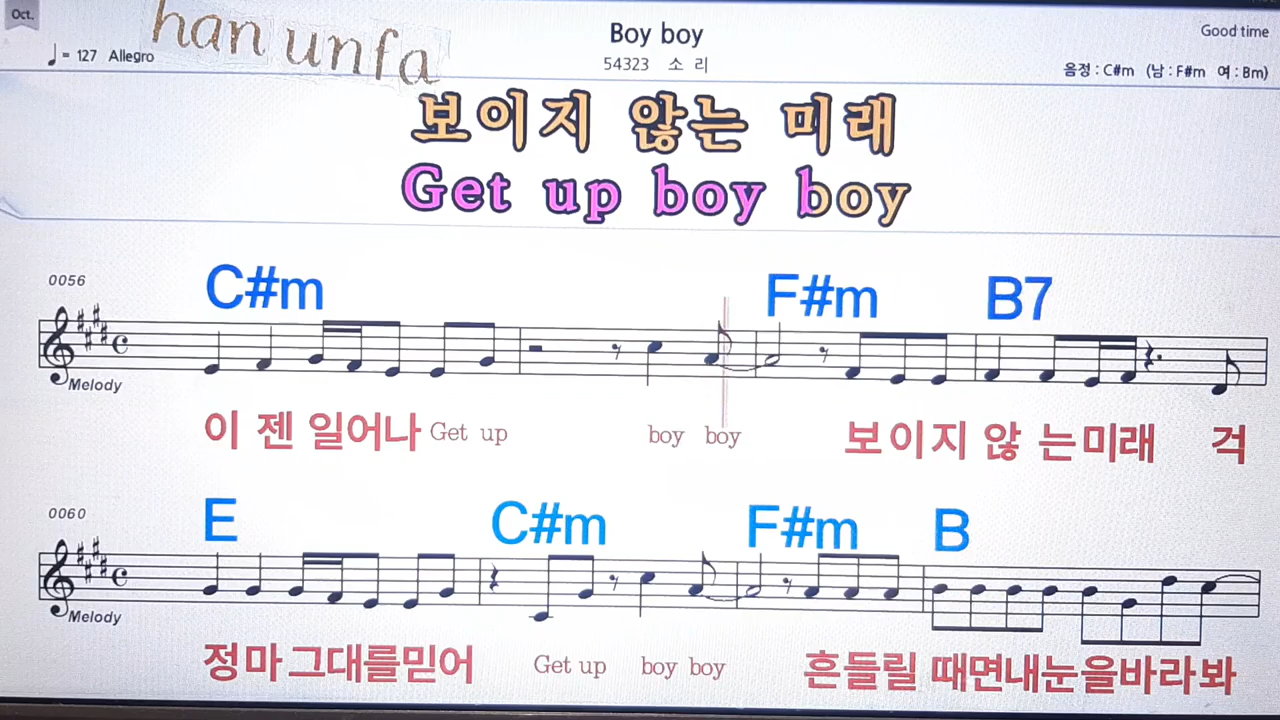 Oct.
han unfa
Boy boy
Good time
♩= 127 Allegro
54323 소 리
음정 : C#m (남 : F#m 여 : Bm)
보이지 않는 미래
Get up boy boy
0056
C#m F#m B7
Melody
이 젠 일어나 Get up boy boy 보이지 않 는미래 걱
0060
E C#m F#m B
Melody
정마그대를믿어 Get up boy boy 흔들릴 때면내눈을바라봐